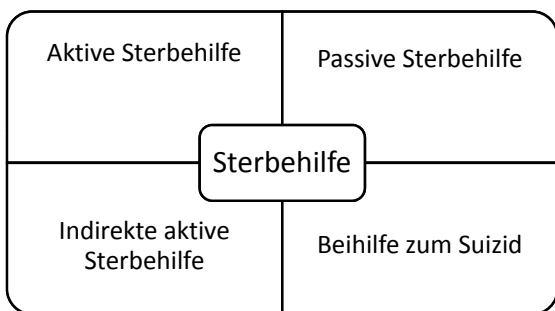 Aktive Sterbehilfe
Passive Sterbehilfe
Sterbehilfe
Indirekte aktive
Sterbehilfe
Beihilfe zum Suizid